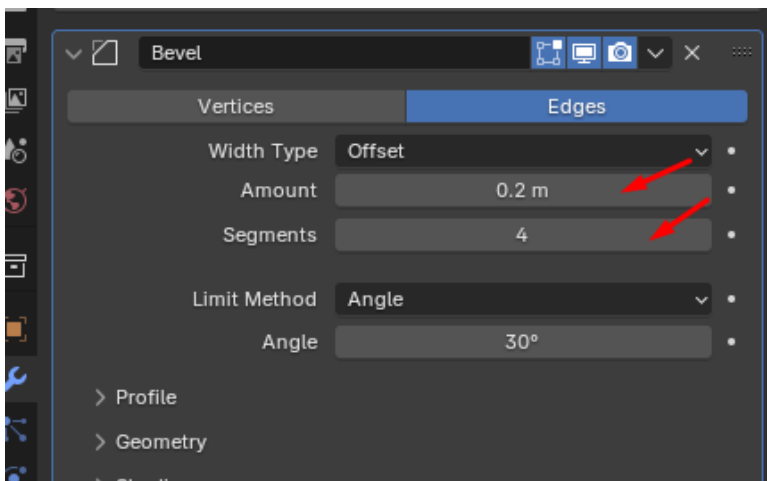 Bevel
Vertices Edges
Width Type Offset
Amount 0.2 m
Segments 4
Limit Method Angle
Angle 30°
Profile
Geometry